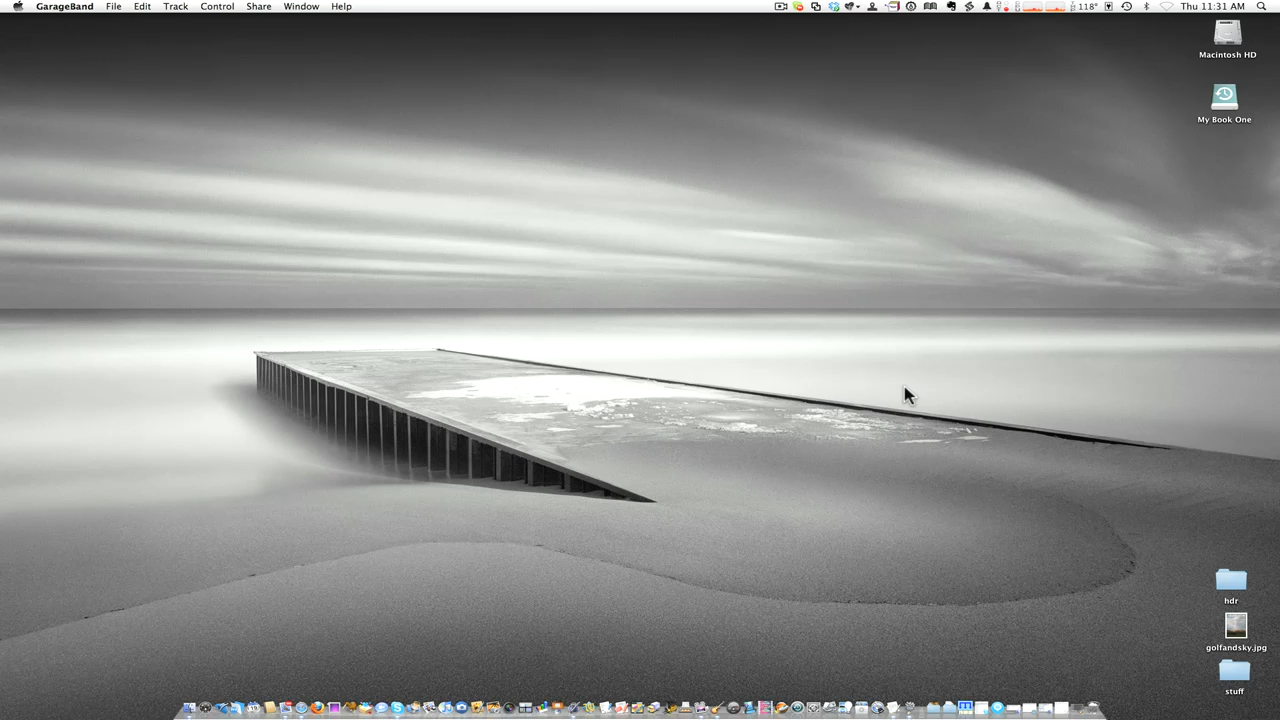 GarageBand File Edit Track Control Share Window Help 118° Thu 11:31 AM
Macintosh HD
My Book One
hdr
golfandsky.jpg
stuff